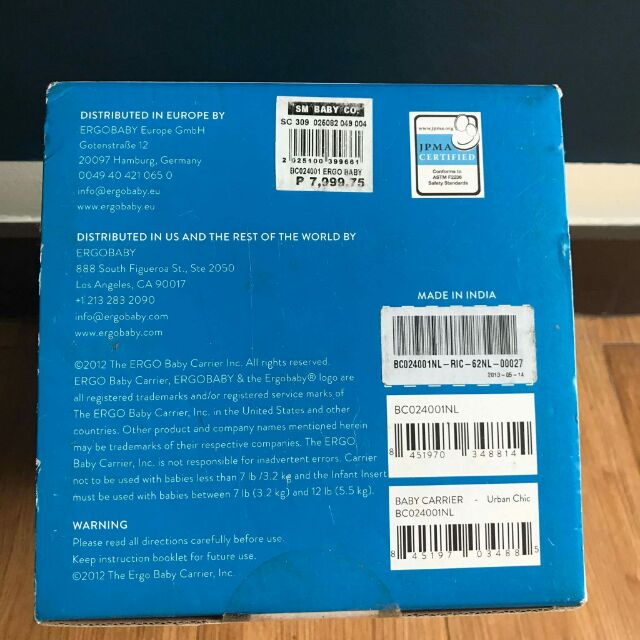 DISTRIBUTED IN EUROPE BY
ERGOBABY Europe GmbH
Gotenstraße 12
20097 Hamburg, Germany
0049 40 421 065 0
info@ergobaby.eu
www.ergobaby.eu
SM BABY CO.
SC 309 025082 049 004
2 025100 399661
BC024001 ERGO BABY
P 7,999.75
www.jpma.org
JPMA
CERTIFIED
Conforms to
ASTM F2236
Safety Standards
DISTRIBUTED IN US AND THE REST OF THE WORLD BY
ERGOBABY
888 South Figueroa St., Ste 2050
Los Angeles, CA 90017
+1 213 283 2090
info@ergobaby.com
www.ergobaby.com
MADE IN INDIA
BC024001NL-RIC-62NL-00027
2013-05-14
©2012 The ERGO Baby Carrier Inc. All rights reserved.
ERGO Baby Carrier, ERGOBABY & the Ergobaby® logo are
all registered trademarks and/or registered service marks of
The ERGO Baby Carrier, Inc. in the United States and other
countries. Other product and company names mentioned herein
may be trademarks of their respective companies. The ERGO
Baby Carrier, Inc. is not responsible for inadvertent errors. Carrier
not to be used with babies less than 7 lb /3.2 kg and the Infant Insert
must be used with babies between 7 lb (3.2 kg) and 12 lb (5.5 kg).
BC024001NL
8 451970 348814
BABY CARRIER - Urban Chic
BC024001NL
8 45197 03488 5
WARNING
Please read all directions carefully before use.
Keep instruction booklet for future use.
©2012 The Ergo Baby Carrier, Inc.